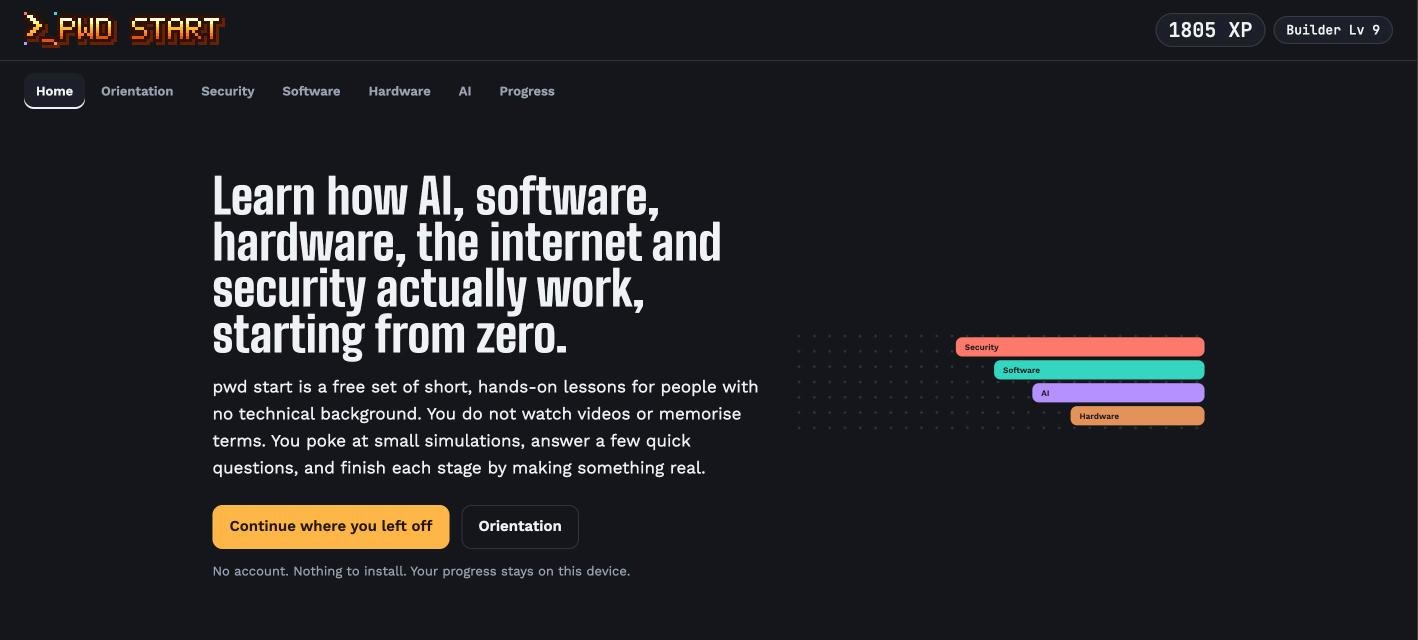 PWD START
1805 XP
Builder Lv 9
Home
Orientation
Security
Software
Hardware
AI
Progress
Learn how AI, software,
hardware, the internet and
security actually work,
starting from zero.
pwd start is a free set of short, hands-on lessons for people with
no technical background. You do not watch videos or memorise
terms. You poke at small simulations, answer a few quick
questions, and finish each stage by making something real.
Continue where you left off
Orientation
No account. Nothing to install. Your progress stays on this device.
Security
Software
AI
Hardware